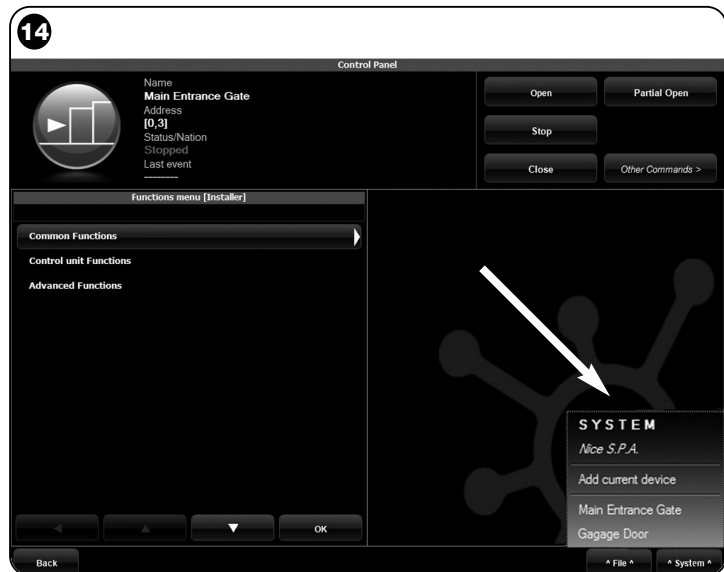 14
Control Panel
Name
Main Entrance Gate
Address
[0,3]
Status/Nation
Stopped
Last event
--------
Open
Partial Open
Stop
Close
Other Commands >
Functions menu [Installer]
Common Functions
Control unit Functions
Advanced Functions
SYSTEM
Nice S.P.A.
Add current device
Main Entrance Gate
Gagage Door
OK
Back
^ File ^
^ System ^